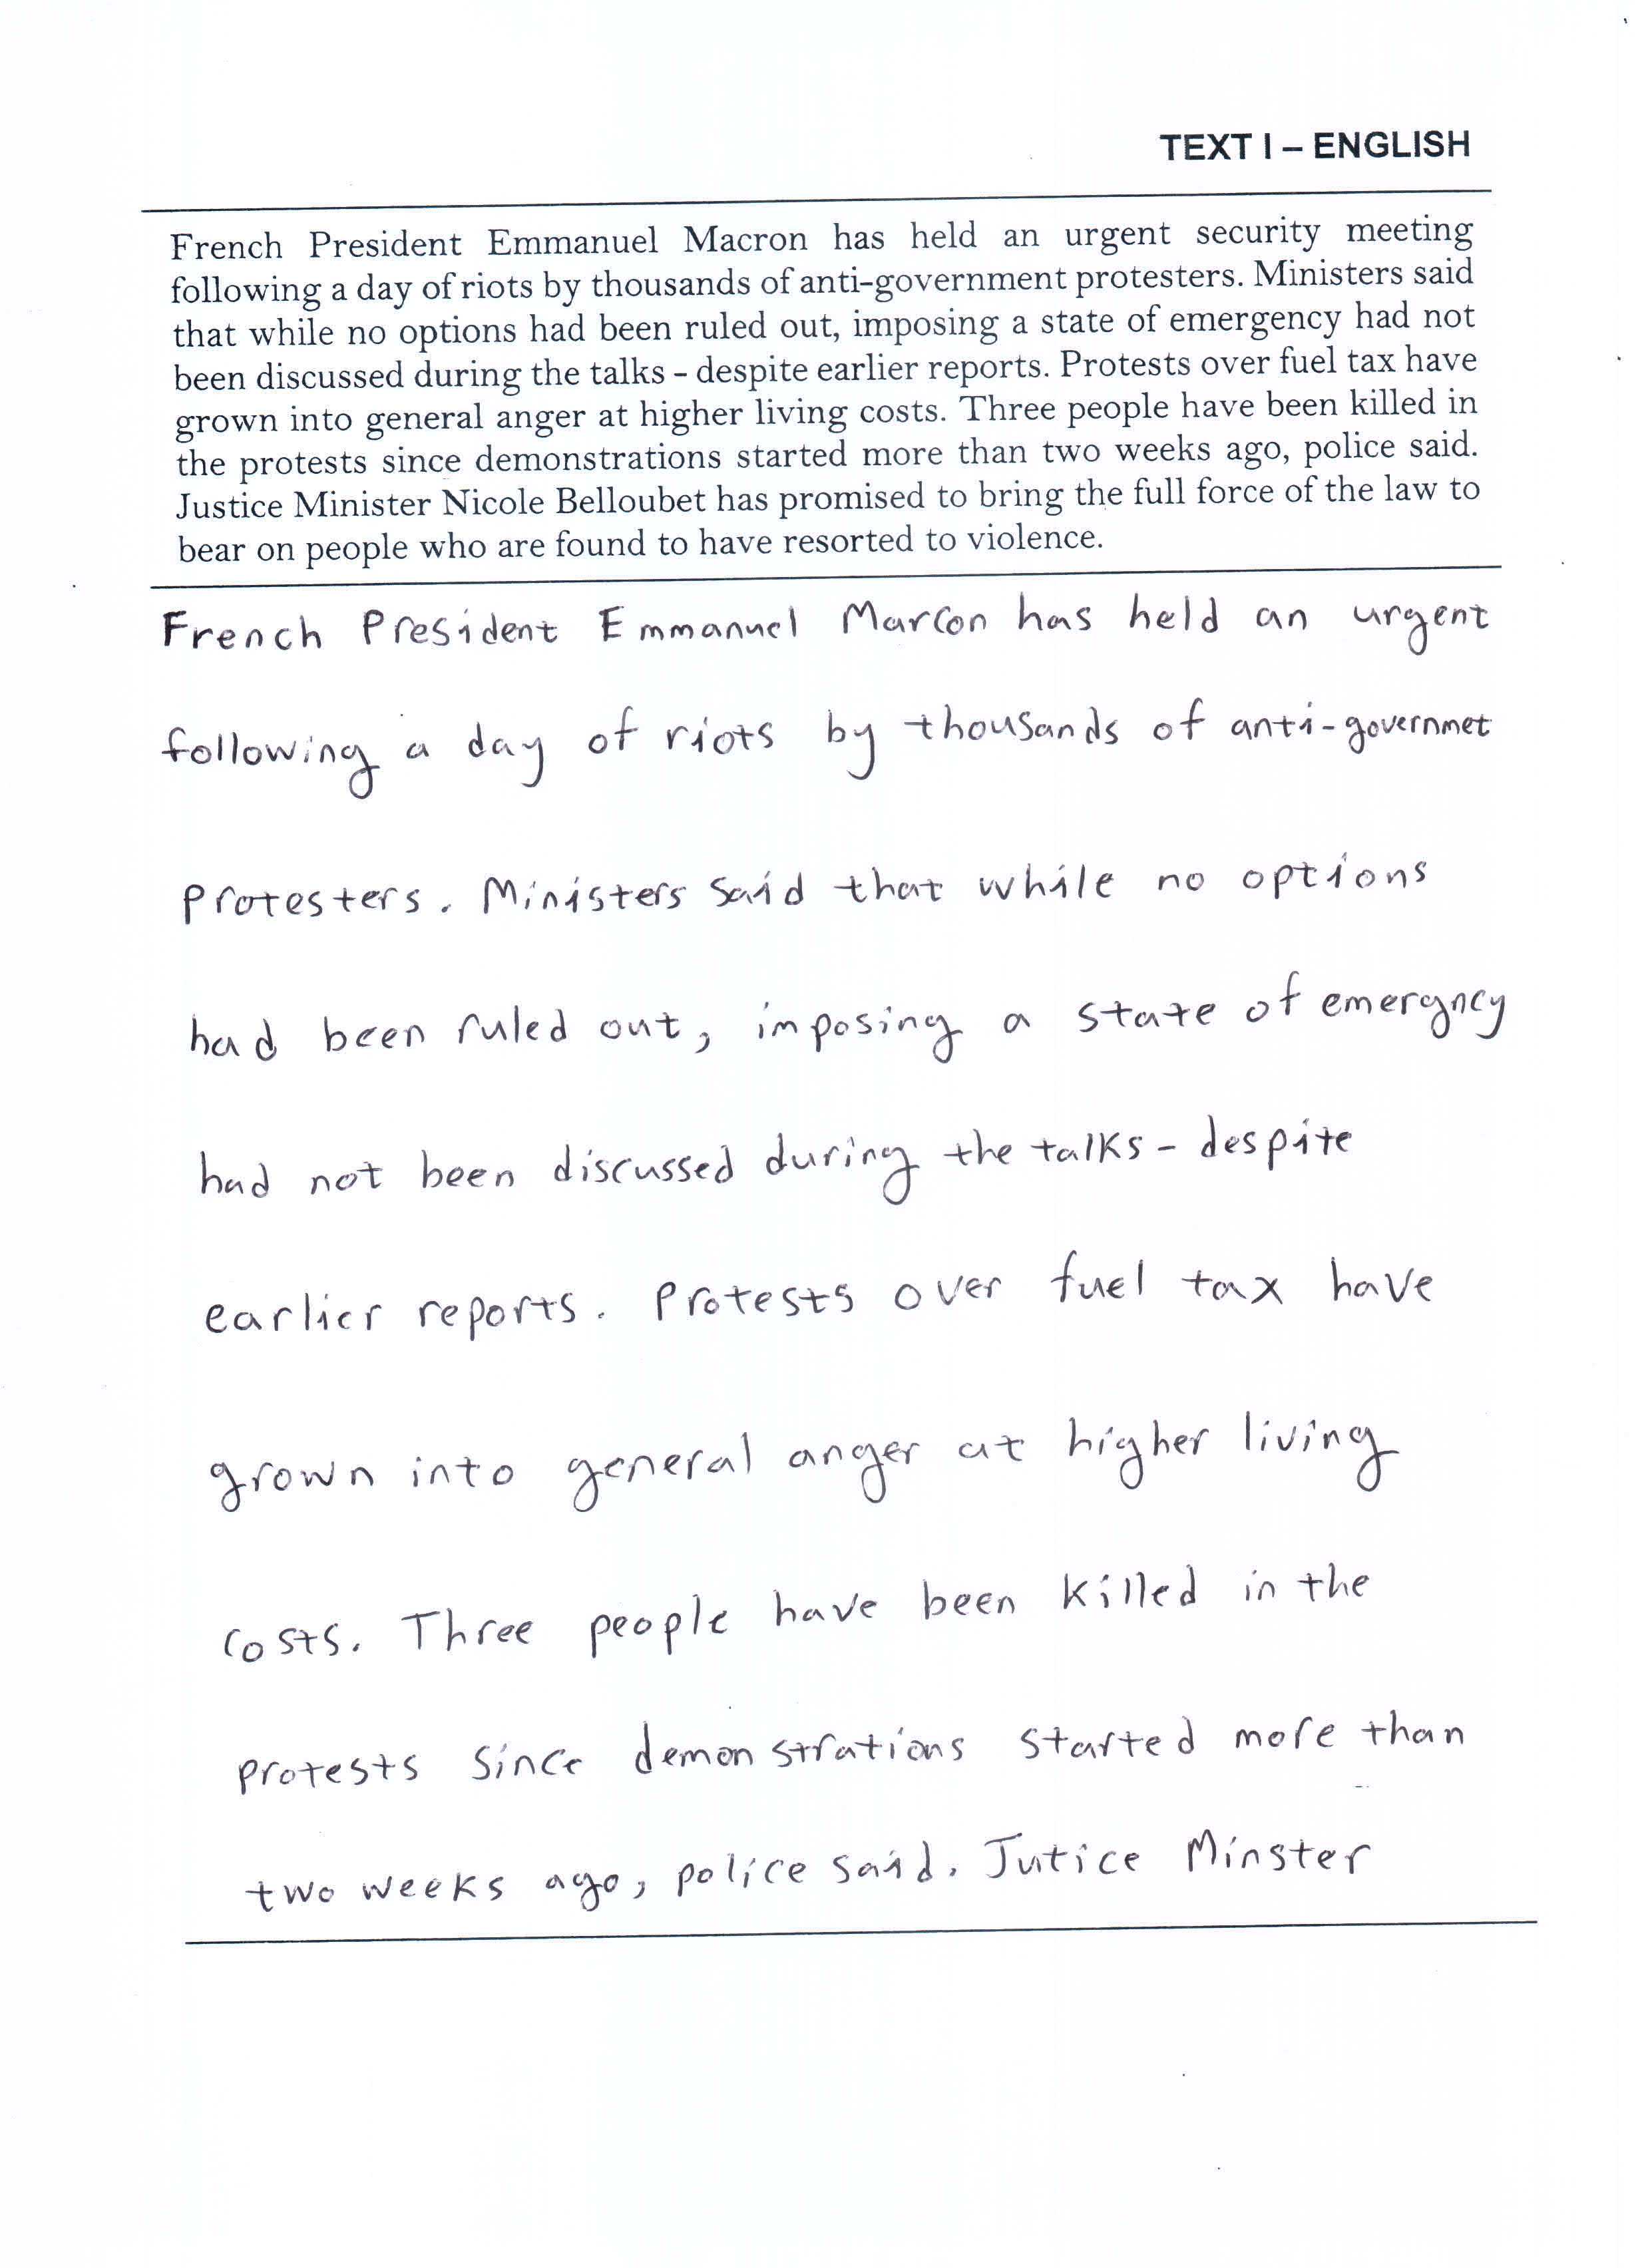 TEXT I – ENGLISH
French President Emmanuel Macron has held an urgent security meeting
following a day of riots by thousands of anti-government protesters. Ministers said
that while no options had been ruled out, imposing a state of emergency had not
been discussed during the talks - despite earlier reports. Protests over fuel tax have
grown into general anger at higher living costs. Three people have been killed in
the protests since demonstrations started more than two weeks ago, police said.
Justice Minister Nicole Belloubet has promised to bring the full force of the law to
bear on people who are found to have resorted to violence.
French President Emmanuel Marcon has held an urgent
following a day of riots by thousands of anti-governmet
protesters. Ministers said that while no options
had been ruled out, imposing a state of emergncy
had not been discussed during the talks - despite
earlier reports. Protests over fuel tax have
grown into general anger at higher living
costs. Three people have been killed in the
protests since demonstrations started more than
two weeks ago, police said. Jutice Minster